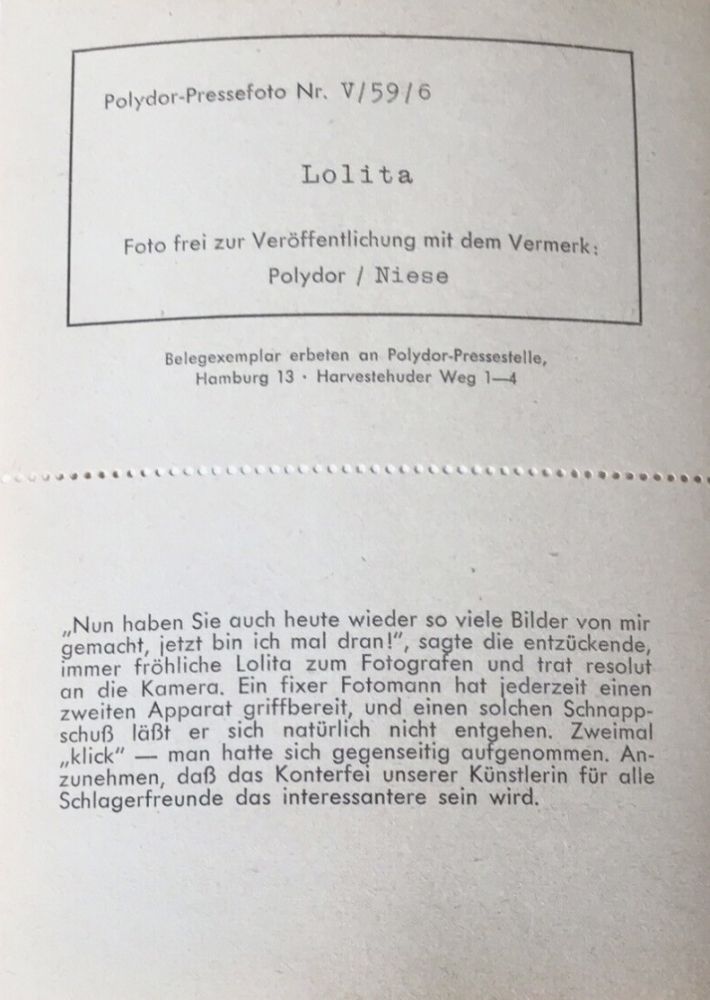 Polydor-Pressefoto Nr. V/59/6
Lolita
Foto frei zur Veröffentlichung mit dem Vermerk:
Polydor / Niese
Belegexemplar erbeten an Polydor-Pressestelle,
Hamburg 13 · Harvestehuder Weg 1—4
„Nun haben Sie auch heute wieder so viele Bilder von mir
gemacht, jetzt bin ich mal dran!", sagte die entzückende,
immer fröhliche Lolita zum Fotografen und trat resolut
an die Kamera. Ein fixer Fotomann hat jederzeit einen
zweiten Apparat griffbereit, und einen solchen Schnapp-
schuß läßt er sich natürlich nicht entgehen. Zweimal
„klick" — man hatte sich gegenseitig aufgenommen. An-
zunehmen, daß das Konterfei unserer Künstlerin für alle
Schlagerfreunde das interessantere sein wird.